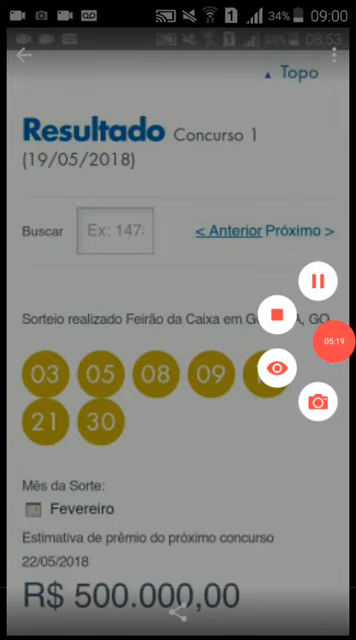 1 34% 09:00
08:53
Topo
Resultado Concurso 1
(19/05/2018)
Buscar Ex: 147 < Anterior Próximo >
Sorteio realizado Feirão da Caixa em GO
05:19
03 05 08 09
21 30
Mês da Sorte:
Fevereiro
Estimativa de prêmio do próximo concurso
22/05/2018
R$ 500.000,00